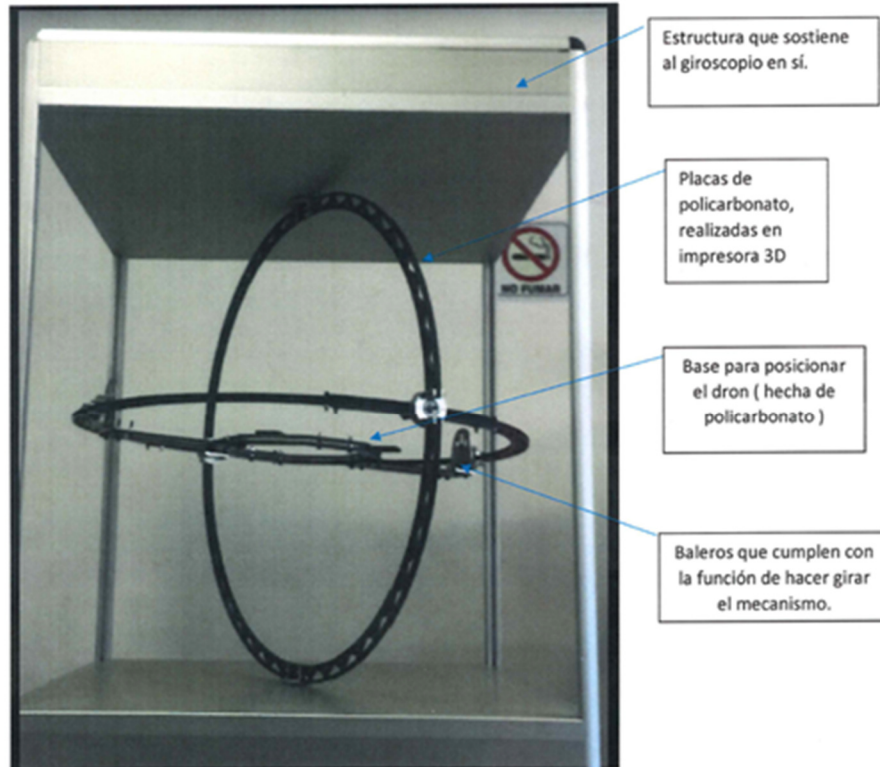 Estructura que sostiene
al giroscopio en sí.
Placas de
policarbonato,
realizadas en
impresora 3D
NO FUMAR
Base para posicionar
el dron ( hecha de
policarbonato )
Baleros que cumplen con
la función de hacer girar
el mecanismo.